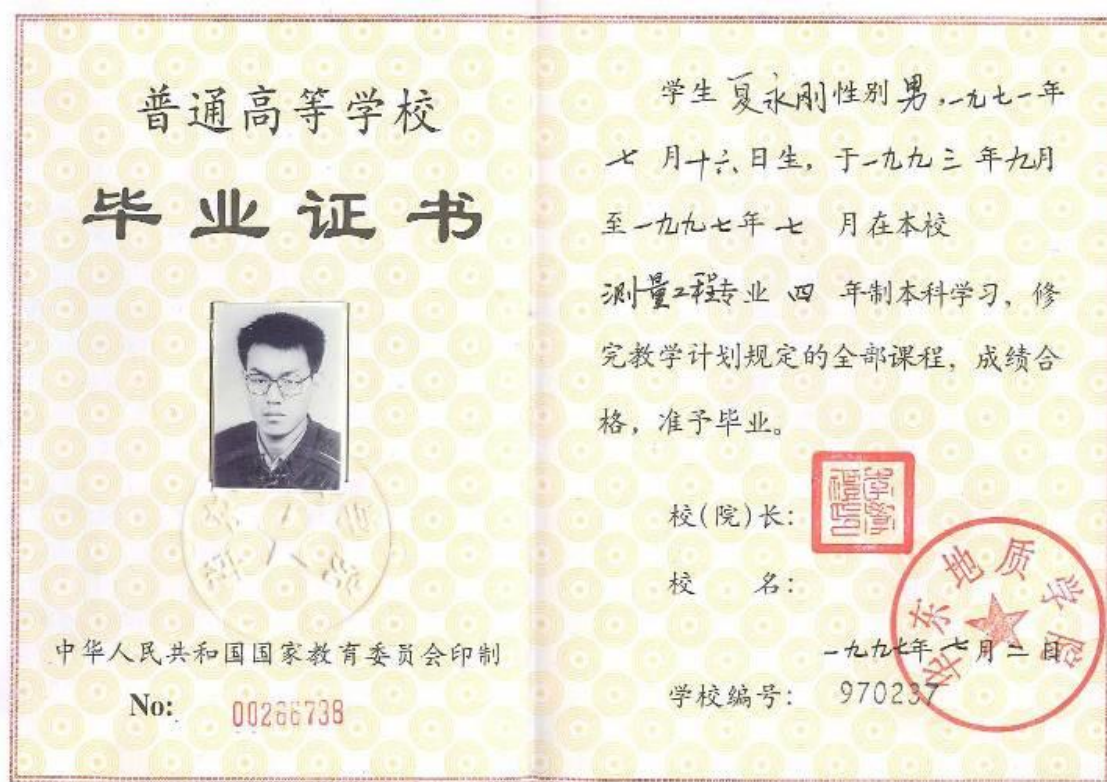 普通高等学校
毕业证书
中华人民共和国国家教育委员会印制
No: 00266738
学生 夏永刚 性别 男,一九七一年
七 月十六日生, 于一九九三 年九月
至一九九七年 七 月在本校
测量工程专业 四 年制本科学习, 修
完教学计划规定的全部课程, 成绩合
格, 准予毕业。
校(院)长:
校 名:
华东地质学院
一九九七年 七月二日
学校编号: 970237